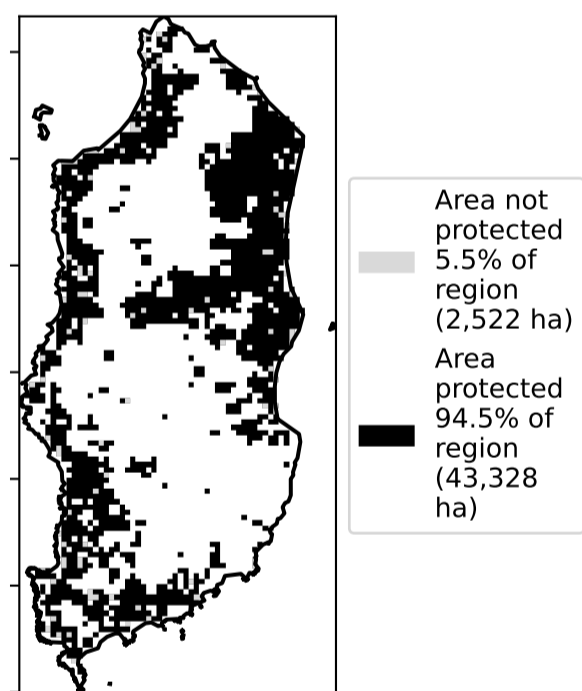 Area not
protected
5.5% of
region
(2,522 ha)
Area
protected
94.5% of
region
(43,328
ha)